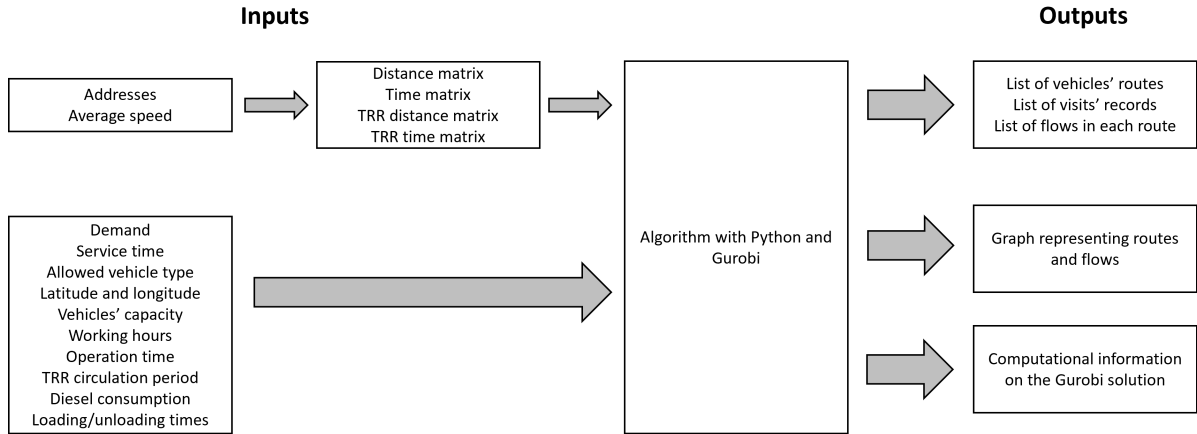 Inputs
Outputs
Addresses
Average speed
Distance matrix
Time matrix
TRR distance matrix
TRR time matrix
Demand
Service time
Allowed vehicle type
Latitude and longitude
Vehicles’ capacity
Working hours
Operation time
TRR circulation period
Diesel consumption
Loading/unloading times
Algorithm with Python and
Gurobi
List of vehicles’ routes
List of visits’ records
List of flows in each route
Graph representing routes
and flows
Computational information
on the Gurobi solution